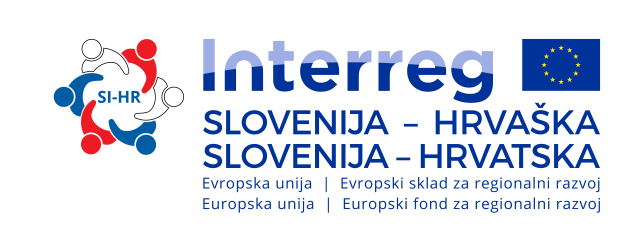 SI-HR
Interreg
SLOVENIJA – HRVAŠKA
SLOVENIJA – HRVATSKA
Evropska unija | Evropski sklad za regionalni razvoj
Europska unija | Europski fond za regionalni razvoj